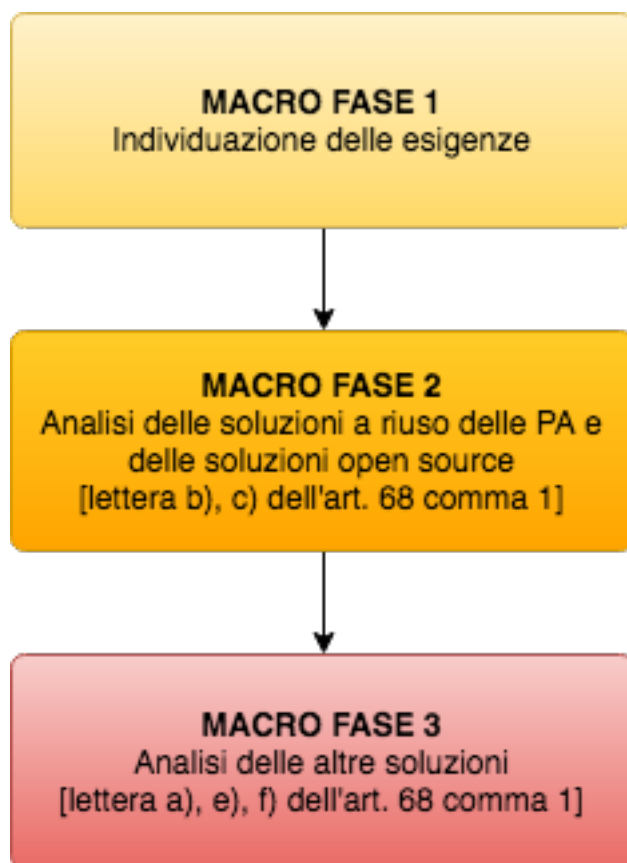 MACRO FASE 1
Individuazione delle esigenze
MACRO FASE 2
Analisi delle soluzioni a riuso delle PA e
delle soluzioni open source
[lettera b), c) dell'art. 68 comma 1]
MACRO FASE 3
Analisi delle altre soluzioni
[lettera a), e), f) dell'art. 68 comma 1]